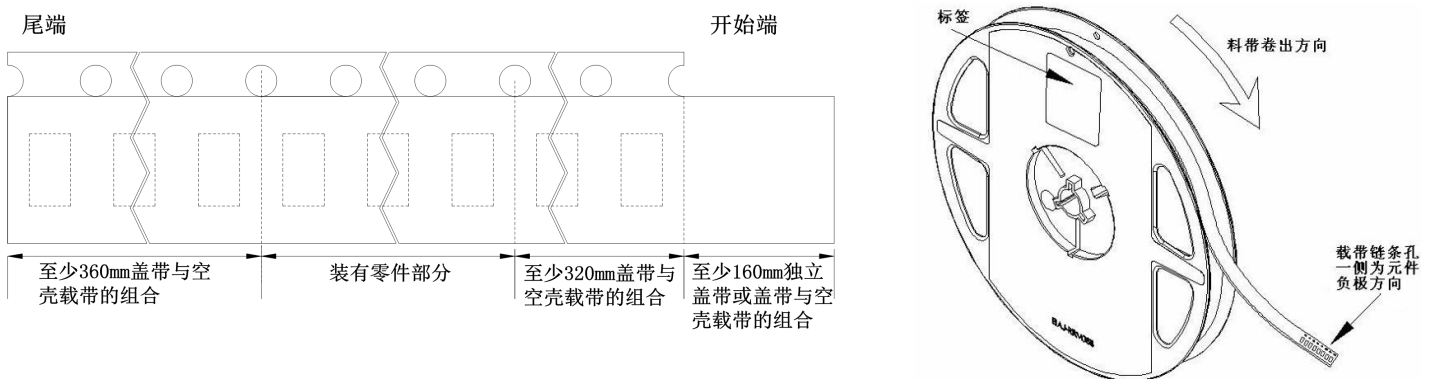 尾端
开始端
至少360mm盖带与空
壳载带的组合
装有零件部分
至少320mm盖带与
空壳载带的组合
至少160mm独立
盖带或盖带与空
壳载带的组合
标签
料带卷出方向
载带链条孔
一侧为元件
负极方向